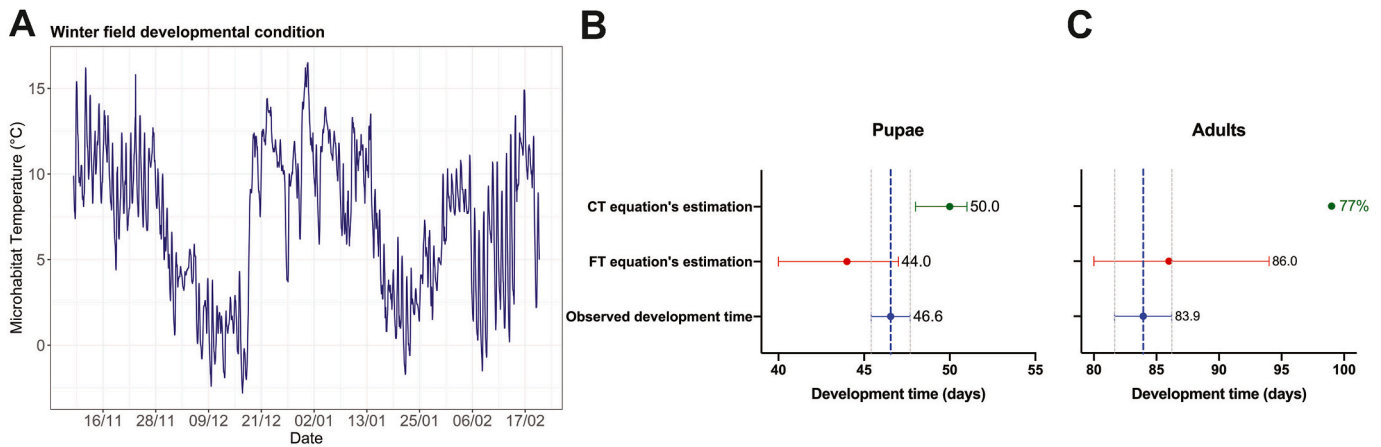 A
Winter field developmental condition
Microhabitat Temperature (°C)
15
10
5
0
16/11 28/11 09/12 21/12 02/01 13/01 25/01 06/02 17/02
Date
B
Pupae
CT equation's estimation
50.0
FT equation's estimation
44.0
Observed development time
46.6
40 45 50 55
Development time (days)
C
Adults
77%
86.0
83.9
80 85 90 95 100
Development time (days)